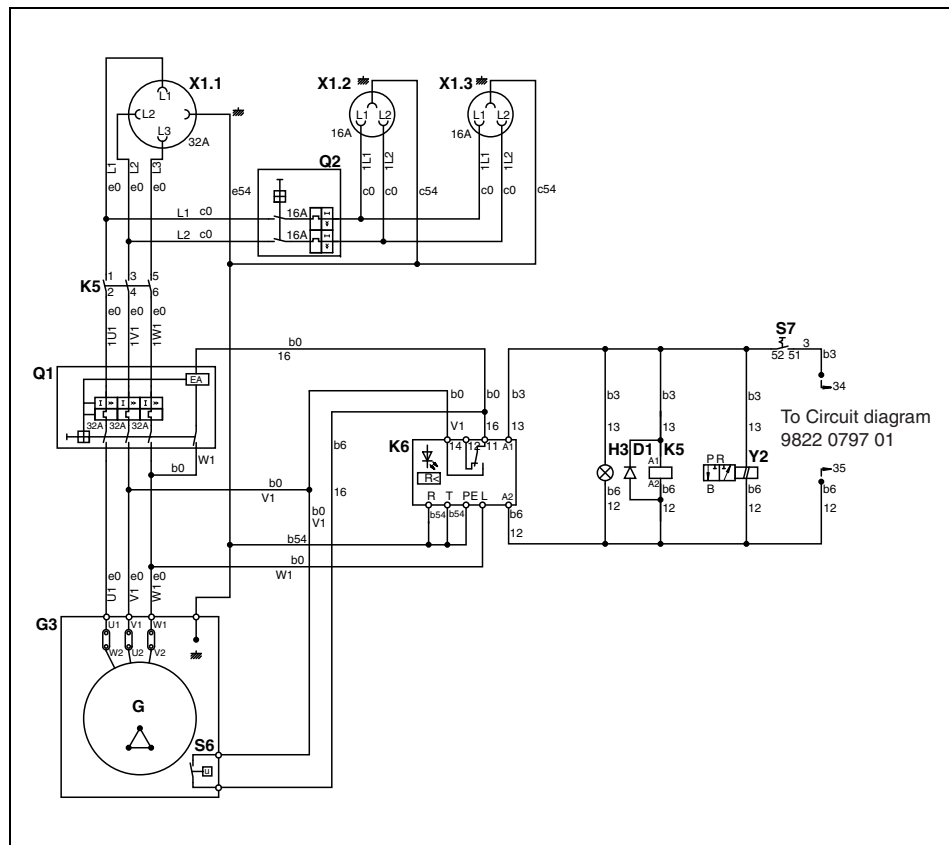 X1.1
X1.2
X1.3
L1
L2
L3
32A
16A
L1 L2
16A
L1 L2
L1
L2
L3
e0
e0
e0
e54
Q2
1L1
1L2
c0
c0
c54
1L1
1L2
c0
c0
c54
L1 c0
16A
I
L2 c0
16A
I
K5
1 3 5
2 4 6
e0
e0
e0
1U1
1V1
1W1
b0
16
S7
52 51
3
b3
34
Q1
EA
I I I
32A 32A 32A
W1
b0
b0
V1
b0
16
b3
13
b3
13
b3
13
b3
13
To Circuit diagram
9822 0797 01
K6
14 12 11 A1
R<
R T PE L A2
b54
b54
b6
12
H3
D1
K5
A1
A2
P R
B
Y2
b6
12
b6
12
b6
12
35
b6
12
b6
16
b0
V1
b0
V1
b54
b0
W1
e0
e0
e0
U1
V1
W1
G3
U1 V1 W1
W2 U2 V2
G
S6
U